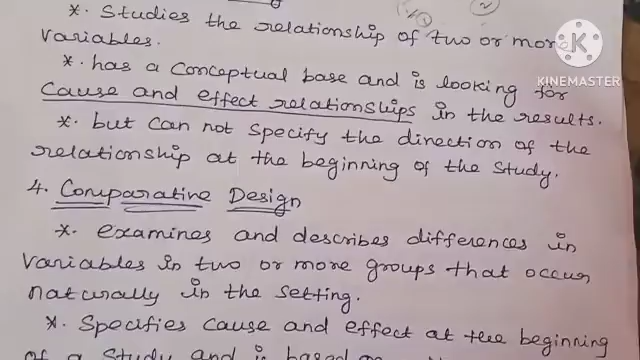 * Studies the relationship of two or more
Variables.
* has a conceptual base and is looking for
Cause and effect relationships in the results.
* but can not specify the direction of the
relationship at the beginning of the study.
4. Comparative Design
* examines and describes differences in
Variables in two or more groups that occur
naturally in the setting.
* Specifies cause and effect at the beginning
of a study and is based on
KINEMASTER